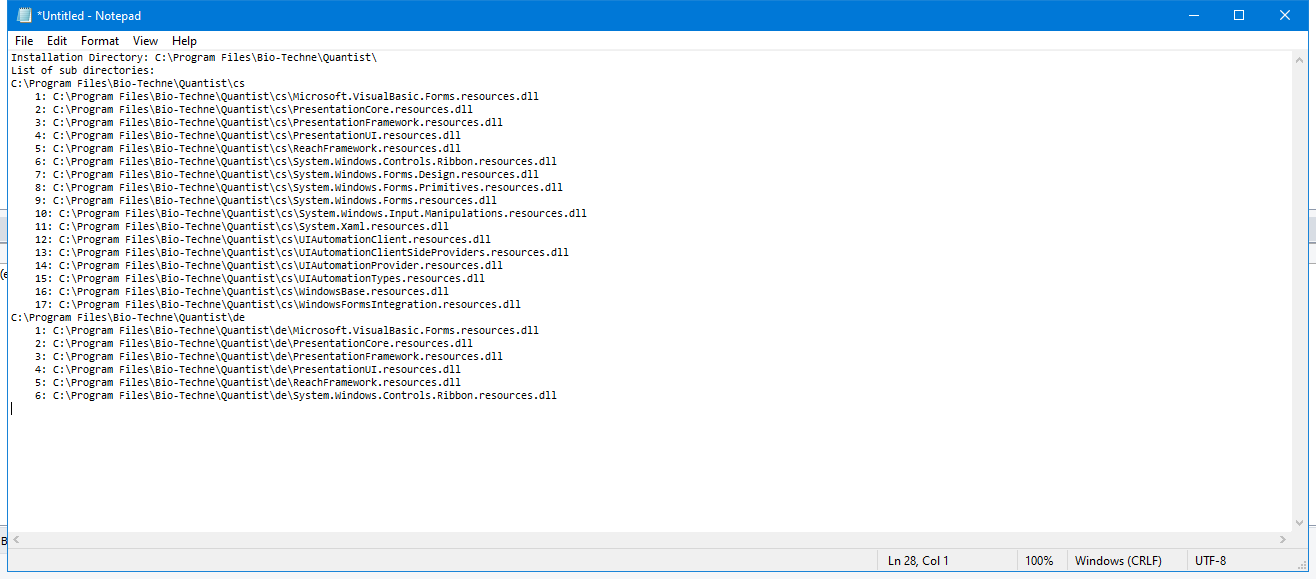 *Untitled - Notepad
File Edit Format View Help
Installation Directory: C:\Program Files\Bio-Techne\Quantist\
List of sub directories:
C:\Program Files\Bio-Techne\Quantist\cs
1: C:\Program Files\Bio-Techne\Quantist\cs\Microsoft.VisualBasic.Forms.resources.dll
2: C:\Program Files\Bio-Techne\Quantist\cs\PresentationCore.resources.dll
3: C:\Program Files\Bio-Techne\Quantist\cs\PresentationFramework.resources.dll
4: C:\Program Files\Bio-Techne\Quantist\cs\PresentationUI.resources.dll
5: C:\Program Files\Bio-Techne\Quantist\cs\ReachFramework.resources.dll
6: C:\Program Files\Bio-Techne\Quantist\cs\System.Windows.Controls.Ribbon.resources.dll
7: C:\Program Files\Bio-Techne\Quantist\cs\System.Windows.Forms.Design.resources.dll
8: C:\Program Files\Bio-Techne\Quantist\cs\System.Windows.Forms.Primitives.resources.dll
9: C:\Program Files\Bio-Techne\Quantist\cs\System.Windows.Forms.resources.dll
10: C:\Program Files\Bio-Techne\Quantist\cs\System.Windows.Input.Manipulations.resources.dll
11: C:\Program Files\Bio-Techne\Quantist\cs\System.Xaml.resources.dll
12: C:\Program Files\Bio-Techne\Quantist\cs\UIAutomationClient.resources.dll
13: C:\Program Files\Bio-Techne\Quantist\cs\UIAutomationClientSideProviders.resources.dll
14: C:\Program Files\Bio-Techne\Quantist\cs\UIAutomationProvider.resources.dll
15: C:\Program Files\Bio-Techne\Quantist\cs\UIAutomationTypes.resources.dll
16: C:\Program Files\Bio-Techne\Quantist\cs\WindowsBase.resources.dll
17: C:\Program Files\Bio-Techne\Quantist\cs\WindowsFormsIntegration.resources.dll
C:\Program Files\Bio-Techne\Quantist\de
1: C:\Program Files\Bio-Techne\Quantist\de\Microsoft.VisualBasic.Forms.resources.dll
2: C:\Program Files\Bio-Techne\Quantist\de\PresentationCore.resources.dll
3: C:\Program Files\Bio-Techne\Quantist\de\PresentationFramework.resources.dll
4: C:\Program Files\Bio-Techne\Quantist\de\PresentationUI.resources.dll
5: C:\Program Files\Bio-Techne\Quantist\de\ReachFramework.resources.dll
6: C:\Program Files\Bio-Techne\Quantist\de\System.Windows.Controls.Ribbon.resources.dll
Ln 28, Col 1 100% Windows (CRLF) UTF-8